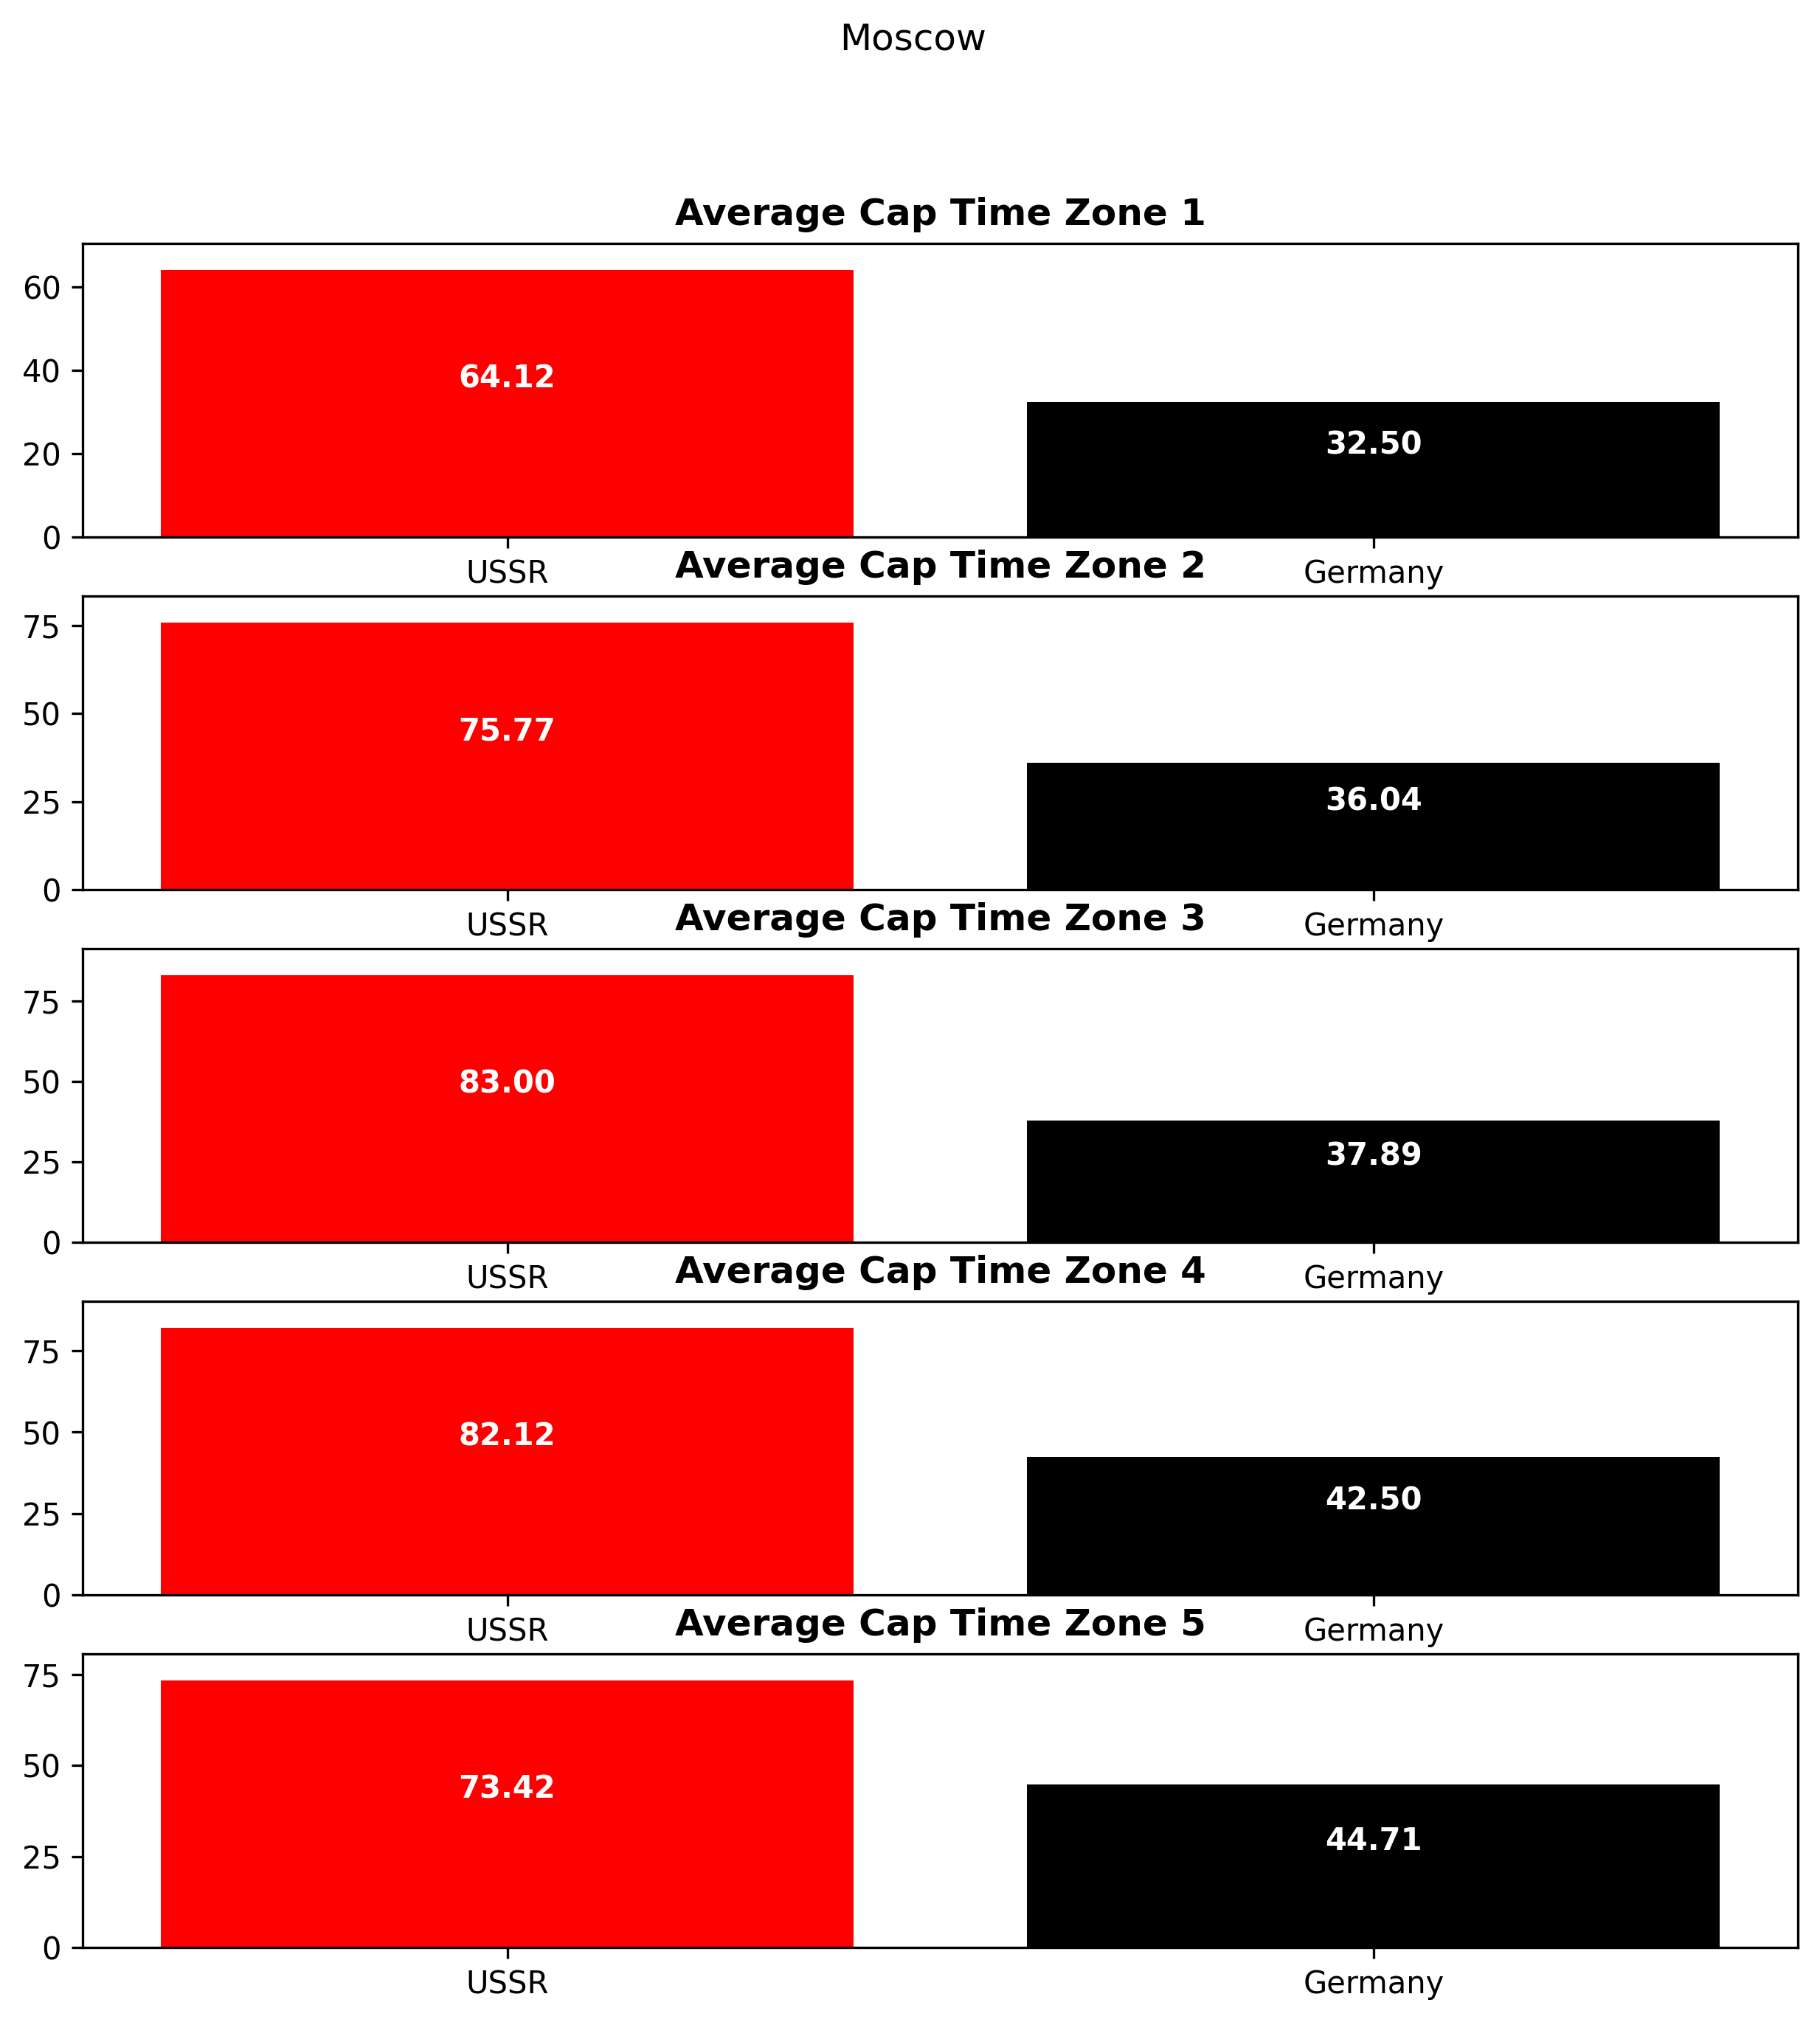 Moscow
Average Cap Time Zone 1
60
40
20
0
64.12
32.50
USSR
Germany
Average Cap Time Zone 2
75
50
25
0
75.77
36.04
USSR
Germany
Average Cap Time Zone 3
75
50
25
0
83.00
37.89
USSR
Germany
Average Cap Time Zone 4
75
50
25
0
82.12
42.50
USSR
Germany
Average Cap Time Zone 5
75
50
25
0
73.42
44.71
USSR
Germany